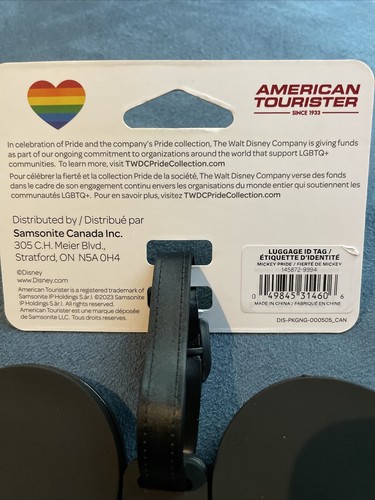 AMERICAN
TOURISTER
SINCE 1933
In celebration of Pride and the company's Pride collection, The Walt Disney Company is giving funds
as part of our ongoing commitment to organizations around the world that support LGBTQ+
communities. To learn more, visit TWDCPrideCollection.com
Pour célébrer la fierté et la collection Pride de la société, The Walt Disney Company verse des fonds
dans le cadre de son engagement continu envers les organisations du monde entier qui soutiennent les
communautés LGBTQ+. Pour en savoir plus, visitez TWDCPrideCollection.com
Distributed by / Distribué par
Samsonite Canada Inc.
305 C.H. Meier Blvd.,
Stratford, ON N5A 0H4
©Disney
www.Disney.com
American Tourister is a registered trademark of
Samsonite IP Holdings S.àr.l. ©2023 Samsonite
IP Holdings S.àr.l. All rights reserved.
American Tourister est une marque déposée
de Samsonite LLC. Tous droits reservés.
LUGGAGE ID TAG /
ÉTIQUETTE D'IDENTITÉ
MICKEY PRIDE / FIERTÉ DE MICKEY
145872-9994
0 49845 31460 6
MADE IN CHINA / FABRIQUÉ EN CHINE
DIS-PKGNG-000505_CAN